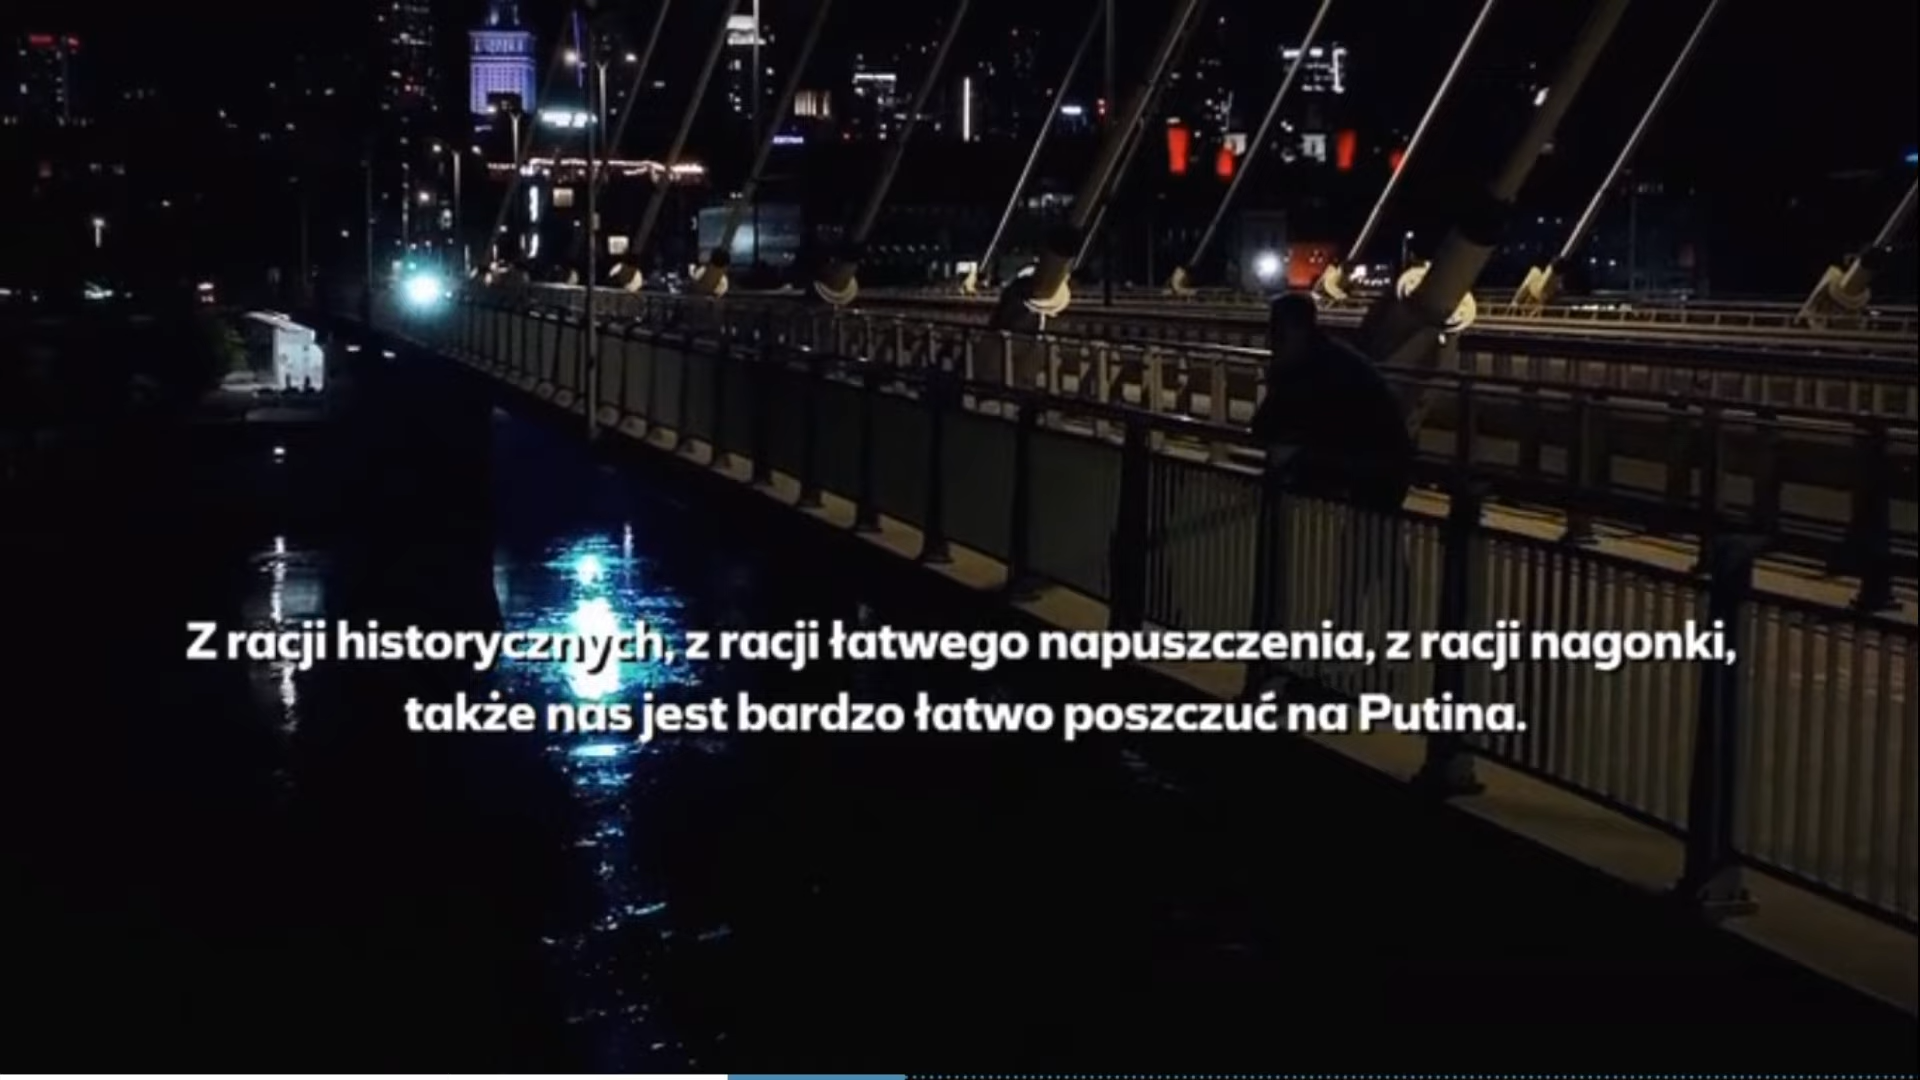 Z racji historycznych, z racji łatwego napuszczenia, z racji nagonki,
także nas jest bardzo łatwo poszczuć na Putina.